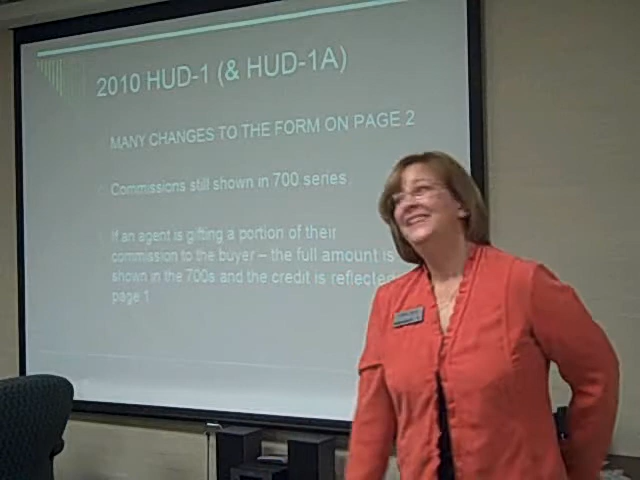 2010 HUD-1 (& HUD-1A)
MANY CHANGES TO THE FORM ON PAGE 2
Commissions still shown in 700 series
If an agent is gifting a portion of their
commission to the buyer – the full amount is
shown in the 700s and the credit is reflected
page 1